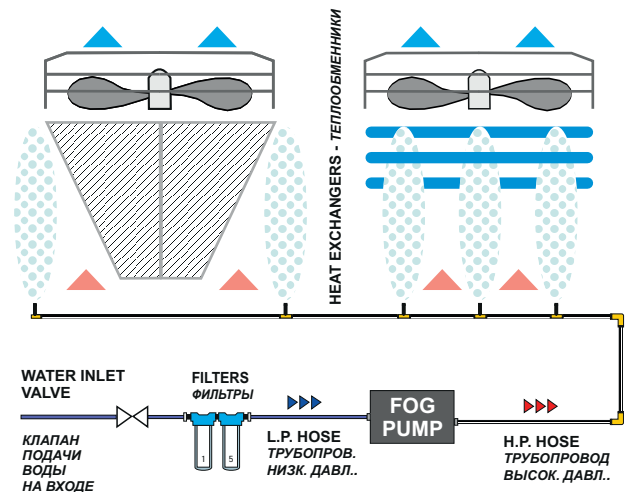 HEAT EXCHANGERS - ТЕПЛООБМЕННИКИ
WATER INLET
VALVE
КЛАПАН
ПОДАЧИ
ВОДЫ
НА ВХОДЕ
FILTERS
ФИЛЬТРЫ
1
5
L.P. HOSE
ТРУБОПРОВ.
НИЗК. ДАВЛ..
FOG
PUMP
H.P. HOSE
ТРУБОПРОВОД
ВЫСОК. ДАВЛ..